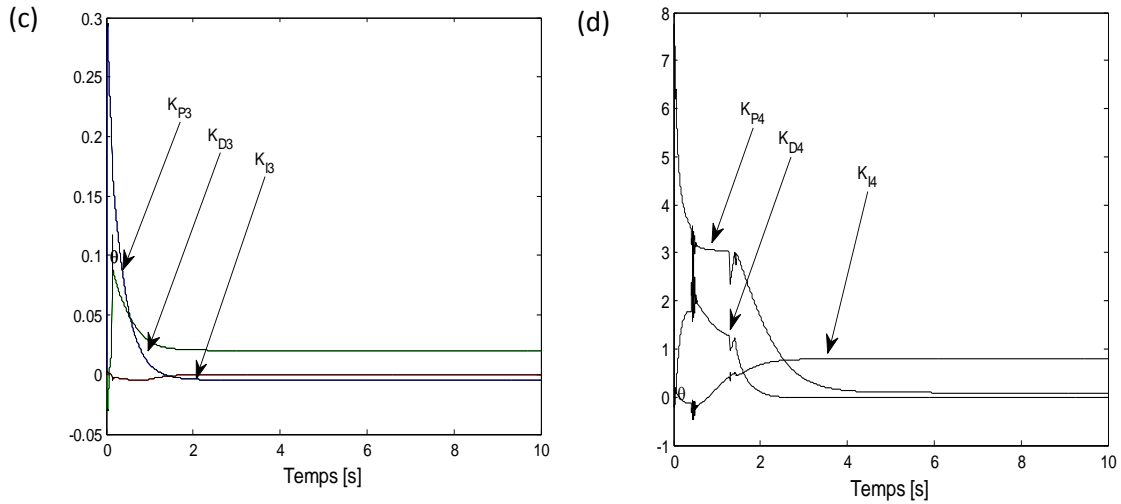 (c)
0.3
0.25
0.2
0.15
0.1
0.05
0
-0.05
K_P3
K_D3
K_I3
θ
0 2 4 6 8 10
Temps [s]
(d)
8
7
6
5
4
3
2
1
0
-1
K_P4
K_D4
K_I4
θ
0 2 4 6 8 10
Temps [s]